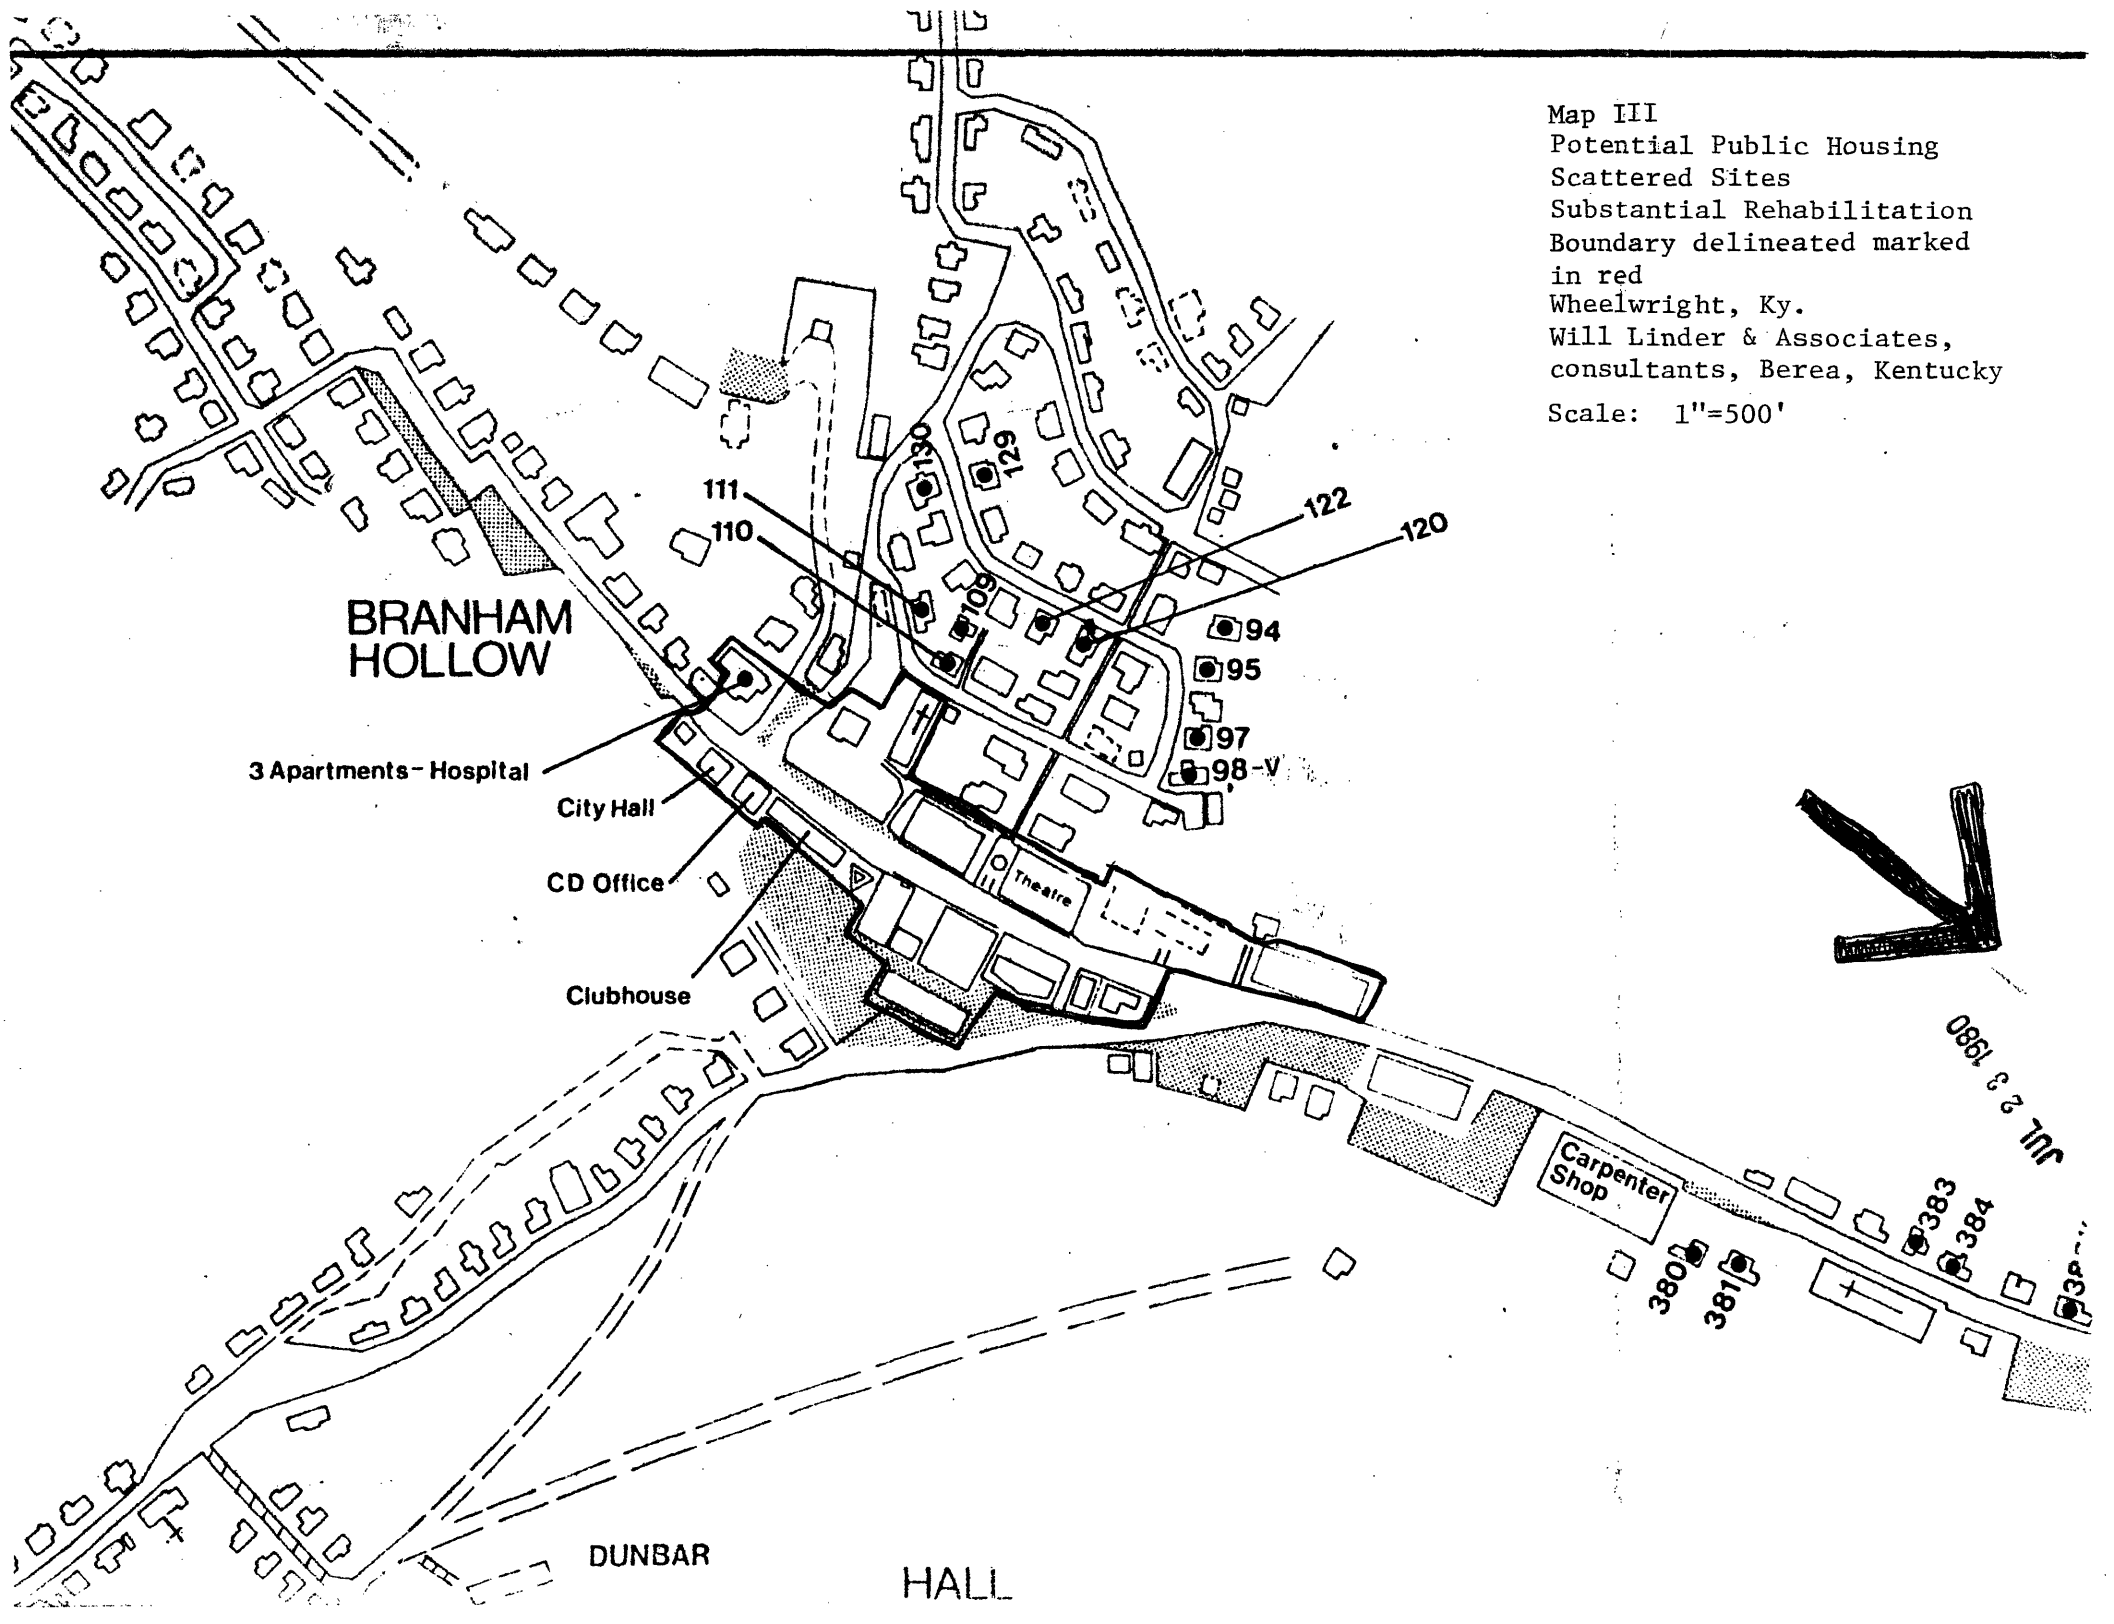 Map III
Potential Public Housing
Scattered Sites
Substantial Rehabilitation
Boundary delineated marked
in red
Wheelwright, Ky.
Will Linder & Associates,
consultants, Berea, Kentucky
Scale: 1"=500'
130
129
111
110
122
120
109
94
95
97
98-V
BRANHAM
HOLLOW
3 Apartments-Hospital
City Hall
CD Office
Clubhouse
Theatre
JUL 23 1980
Carpenter
Shop
380
381
383
384
DUNBAR
HALL